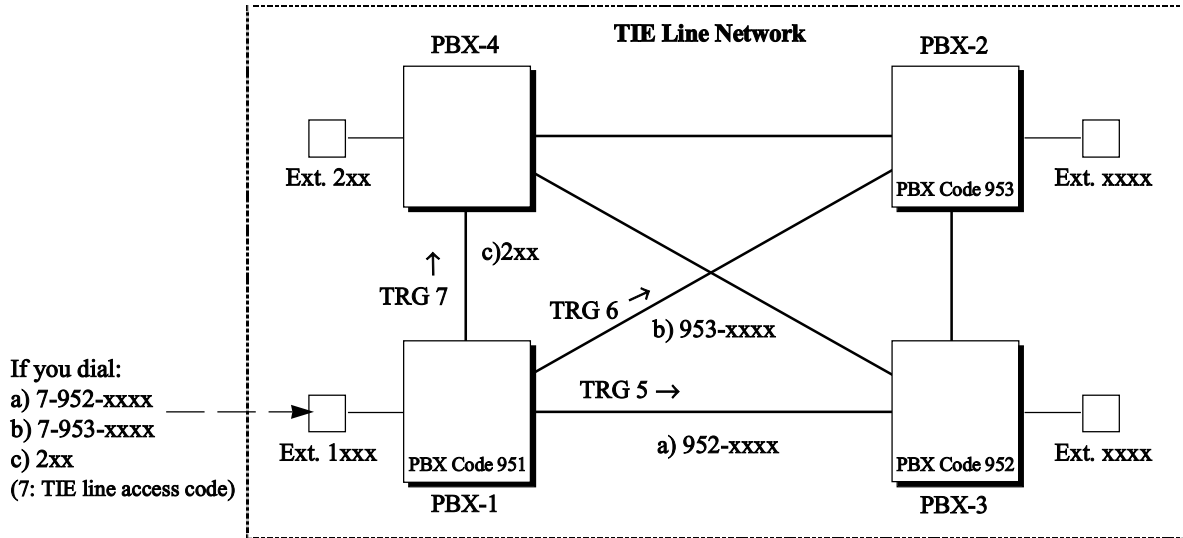 TIE Line Network
PBX-4
PBX-2
Ext. 2xx
PBX Code 953
Ext. xxxx
c)2xx
TRG 7
TRG 6
b) 953-xxxx
If you dial:
a) 7-952-xxxx
b) 7-953-xxxx
c) 2xx
(7: TIE line access code)
TRG 5
Ext. 1xxx
PBX Code 951
a) 952-xxxx
PBX Code 952
Ext. xxxx
PBX-1
PBX-3